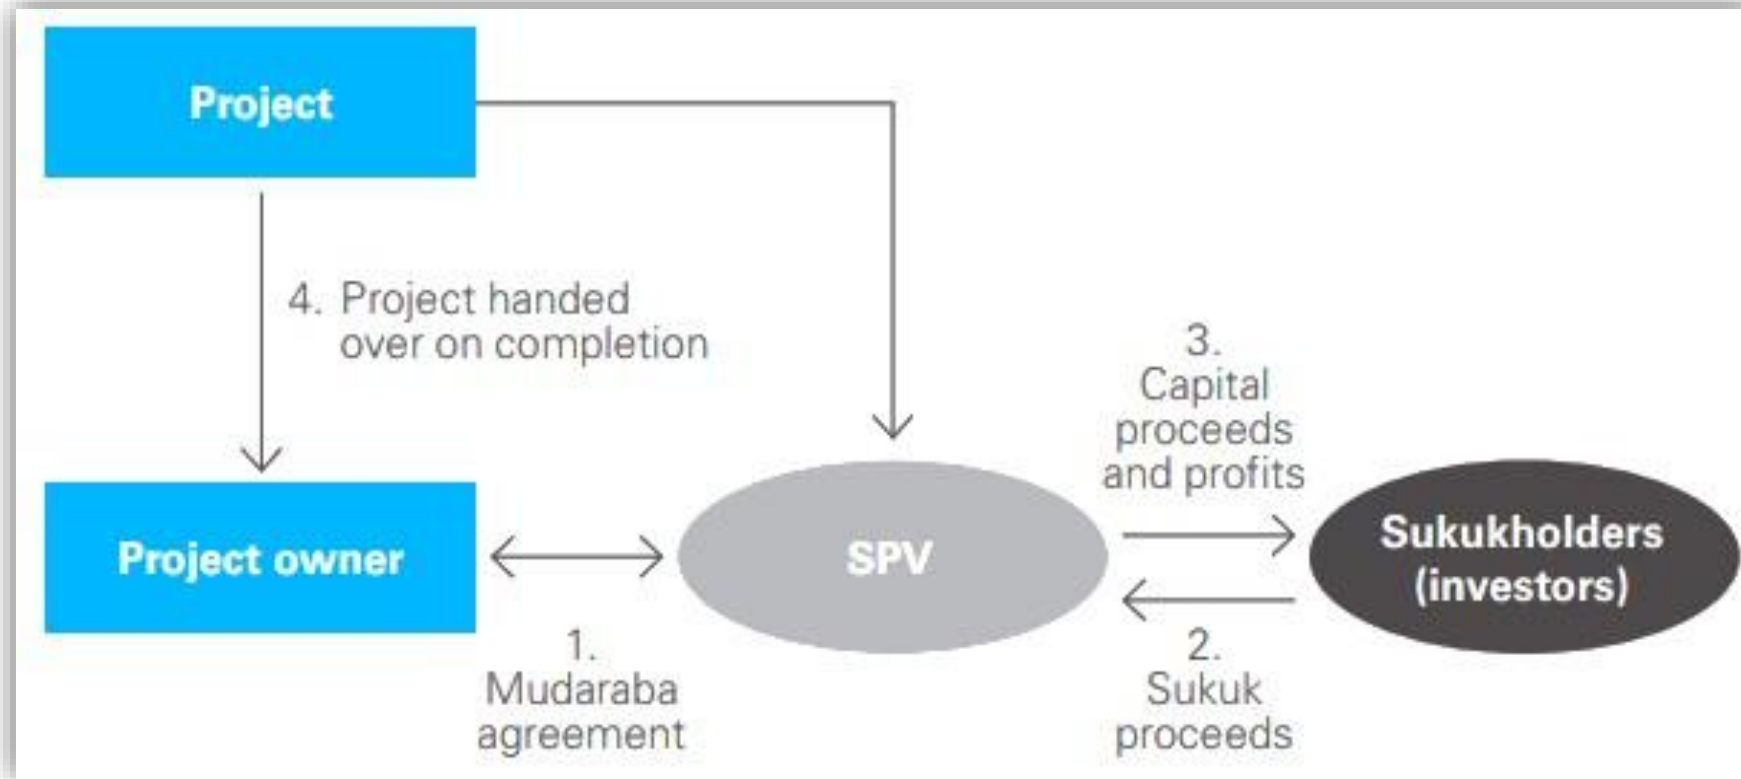 Project
4. Project handed
over on completion
3.
Capital
proceeds
and profits
Project owner
SPV
Sukukholders
(investors)
1.
Mudaraba
agreement
2.
Sukuk
proceeds